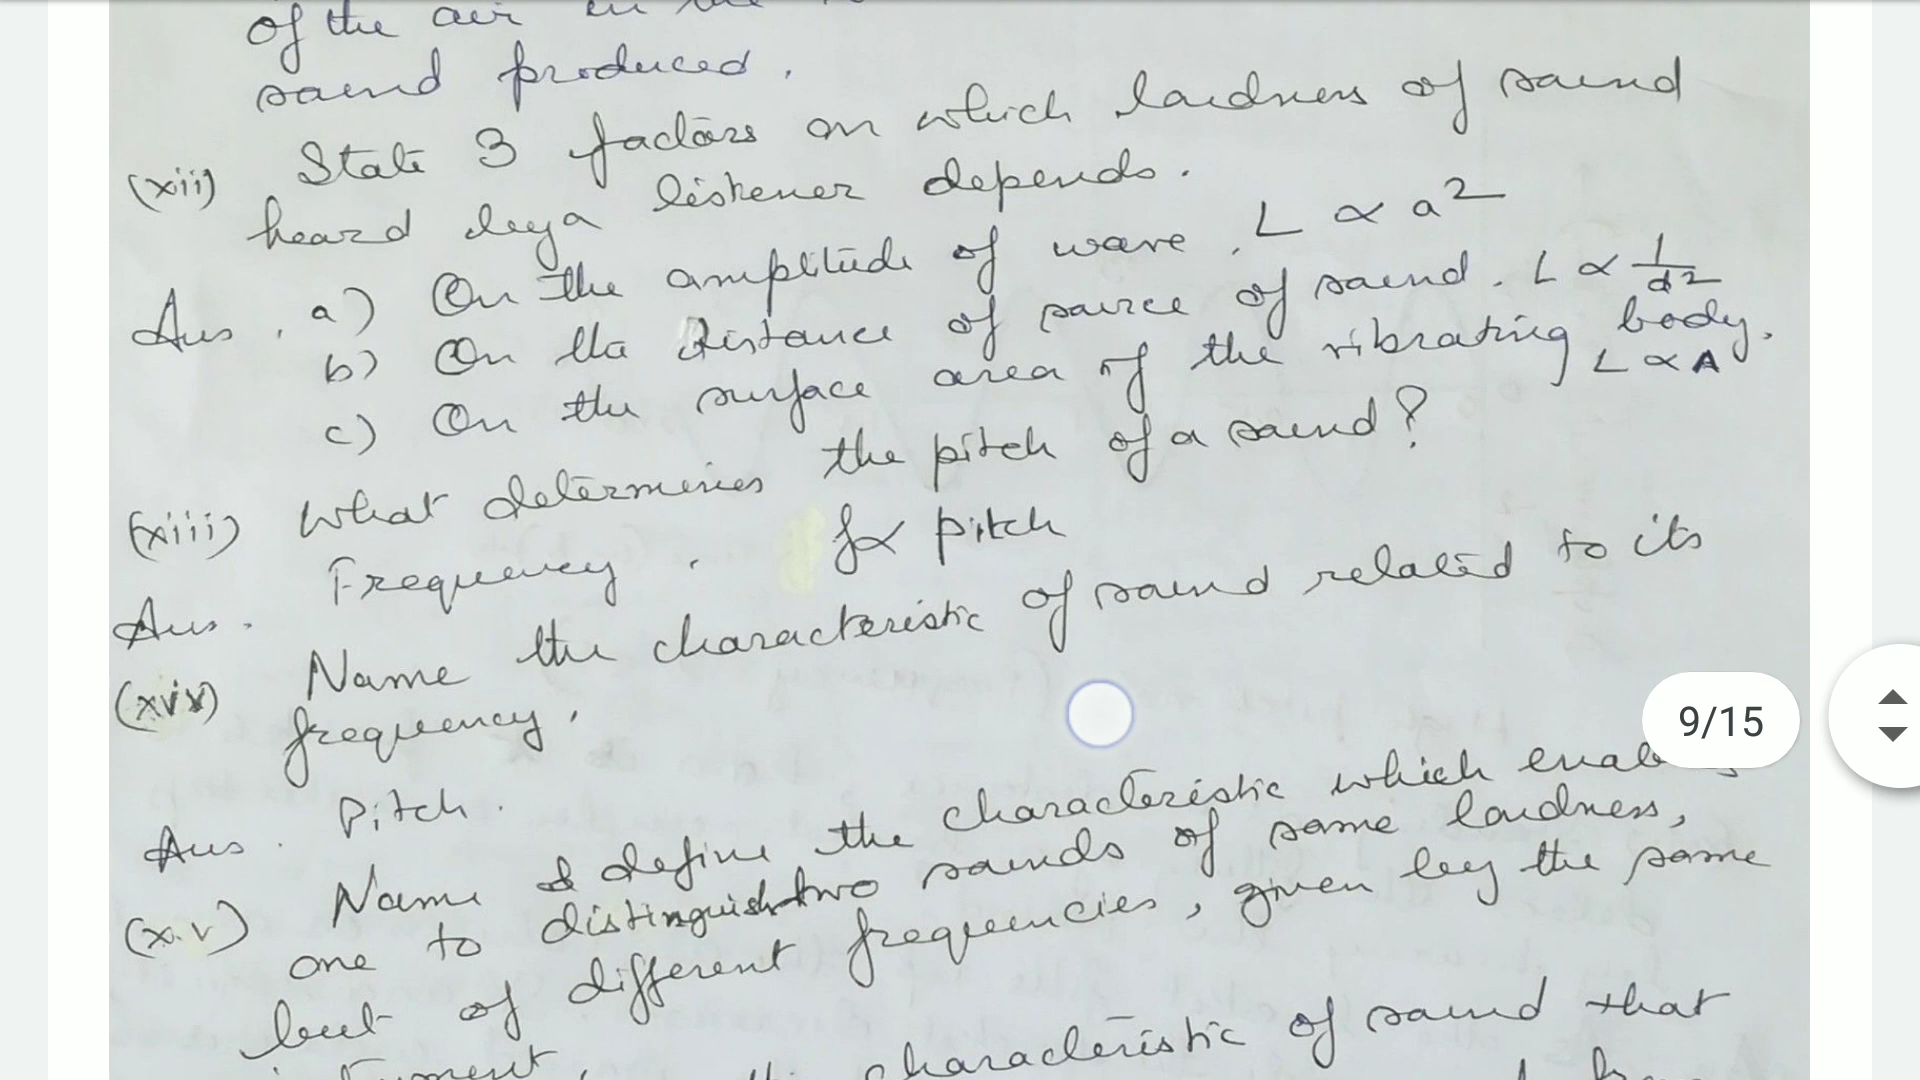 of the air in the
sound produced.
(xii) State 3 factors on which loudness of sound
heard by a listener depends.
Ans. a) On the amplitude of wave. L ∝ a²
b) On the distance of source of sound. L ∝ 1/d²
c) On the surface area of the vibrating body.
L ∝ A
(xiii) What determines the pitch of a sound?
Ans. Frequency. f ∝ pitch
(xiv) Name the characteristic of sound related to its
frequency.
9/15
Ans. Pitch.
(xv) Name & define the characteristic which
one to distinguish two sounds of same loudness,
but of different frequencies, given by the same
characteristic of sound that